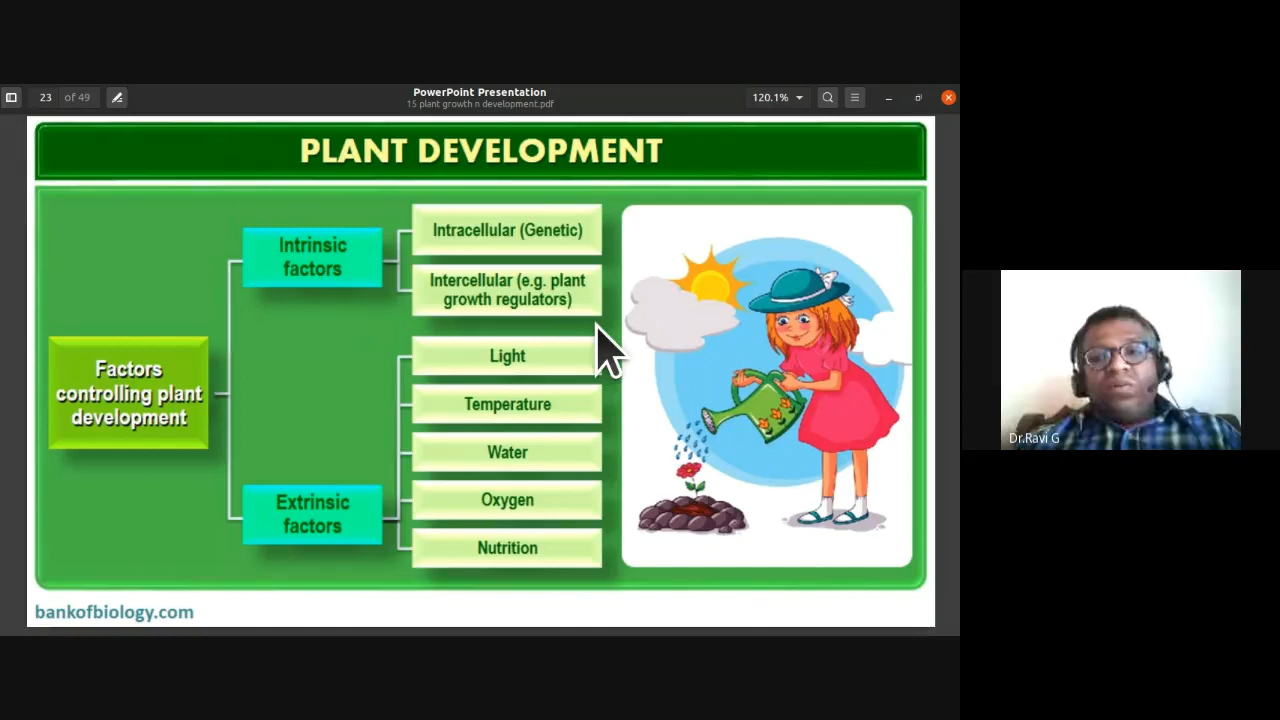 PowerPoint Presentation
23 of 49
15 plant growth n development.pdf
120.1%
PLANT DEVELOPMENT
Factors
controlling plant
development
Intrinsic
factors
Intracellular (Genetic)
Intercellular (e.g. plant
growth regulators)
Extrinsic
factors
Light
Temperature
Water
Oxygen
Nutrition
bankofbiology.com
Dr.Ravi G